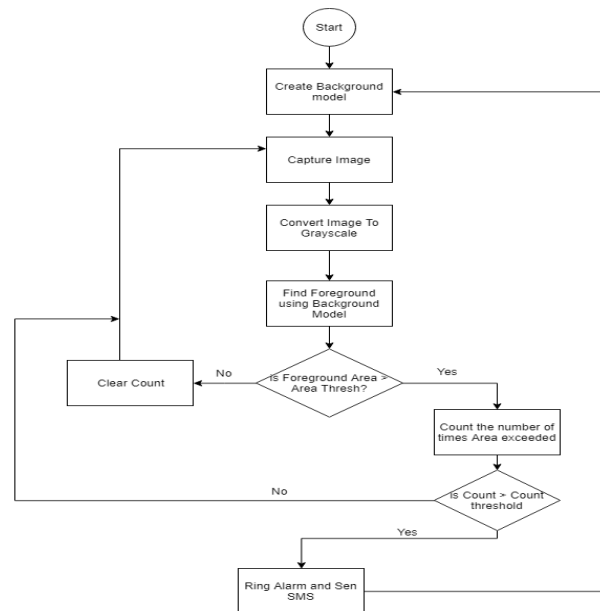 Start
Create Background
model
Capture Image
Convert Image To
Grayscale
Find Foreground
using Background
Model
is Foreground Area >
Area Thresh?
No
Yes
Clear Count
Count the number of
times Area exceeded
is Count > Count
threshold
No
Yes
Ring Alarm and Sen
SMS